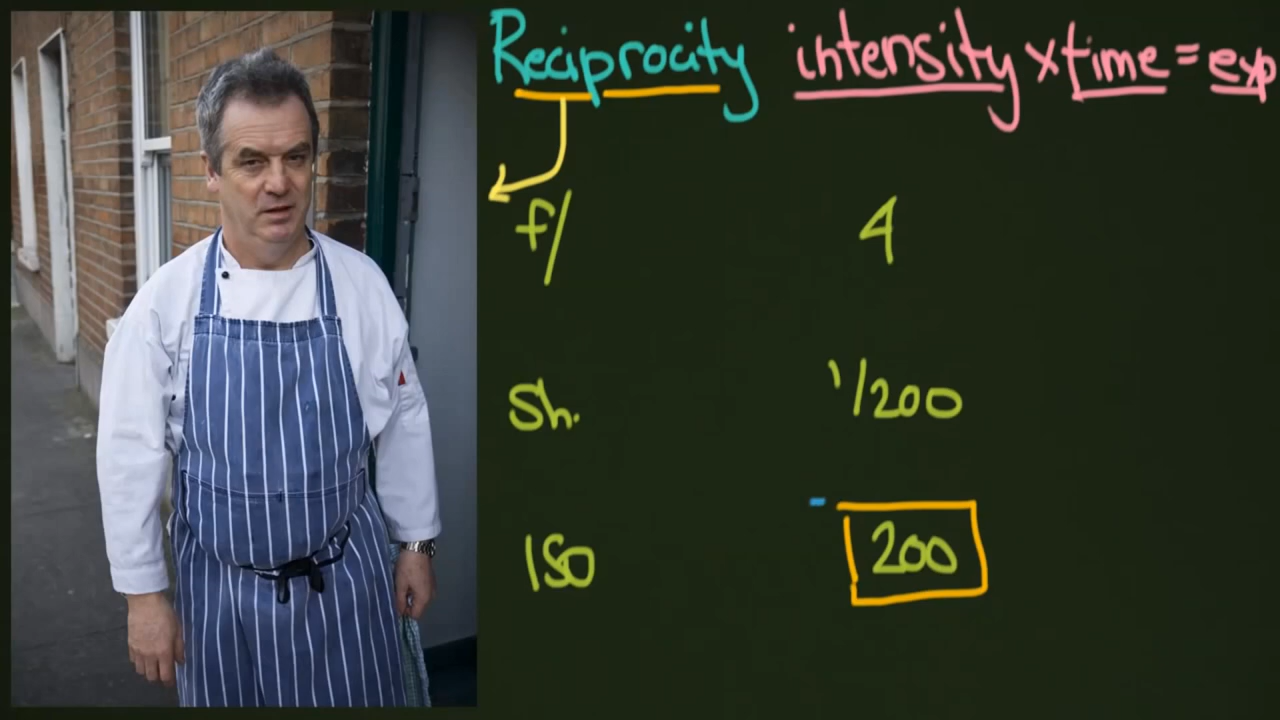 Reciprocity intensity x time = exp
f/ 4
Sh. 1/200
ISO 200